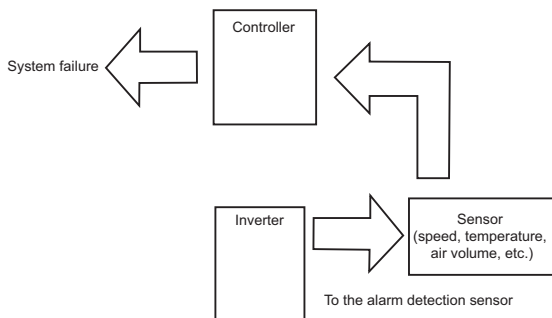 Controller
System failure
Inverter
Sensor
(speed, temperature,
air volume, etc.)
To the alarm detection sensor